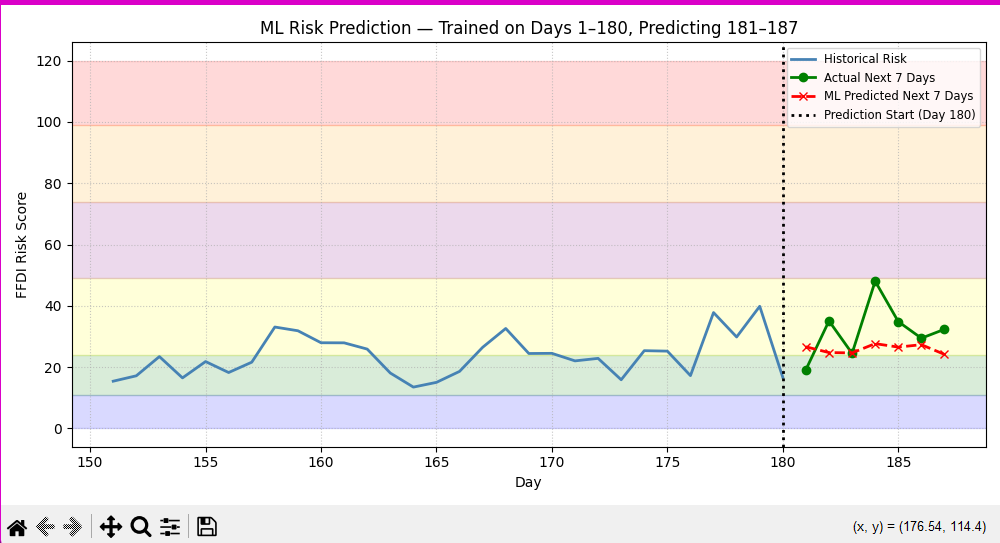 ML Risk Prediction — Trained on Days 1–180, Predicting 181–187
Historical Risk
Actual Next 7 Days
ML Predicted Next 7 Days
Prediction Start (Day 180)
FFDI Risk Score
120
100
80
60
40
20
0
150 155 160 165 170 175 180 185
Day
(x, y) = (176.54, 114.4)